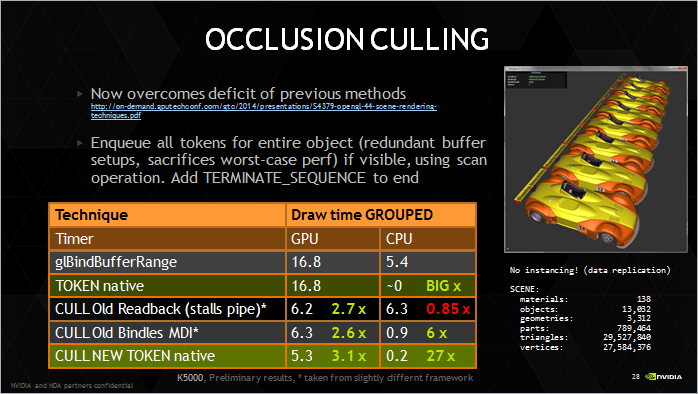 OCCLUSION CULLING
Now overcomes deficit of previous methods
http://on-demand.gputechconf.com/gtc/2014/presentations/S4379-opengl-44-scene-rendering-
techniques.pdf
Enqueue all tokens for entire object (redundant buffer
setups, sacrifices worst-case perf) if visible, using scan
operation. Add TERMINATE_SEQUENCE to end
Technique Draw time GROUPED
Timer GPU CPU
glBindBufferRange 16.8 5.4
TOKEN native 16.8 ~0 BIG x
CULL Old Readback (stalls pipe)* 6.2 2.7 x 6.3 0.85 x
CULL Old Bindles MDI* 6.3 2.6 x 0.9 6 x
CULL NEW TOKEN native 5.3 3.1 x 0.2 27 x
K5000, Preliminary results, * taken from slightly differnt framework
No instancing! (data replication)
SCENE:
materials: 138
objects: 13,032
geometries: 3,312
parts: 789,464
triangles: 29,527,840
vertices: 27,584,376
NVIDIA and NDA partners confidential
28 NVIDIA